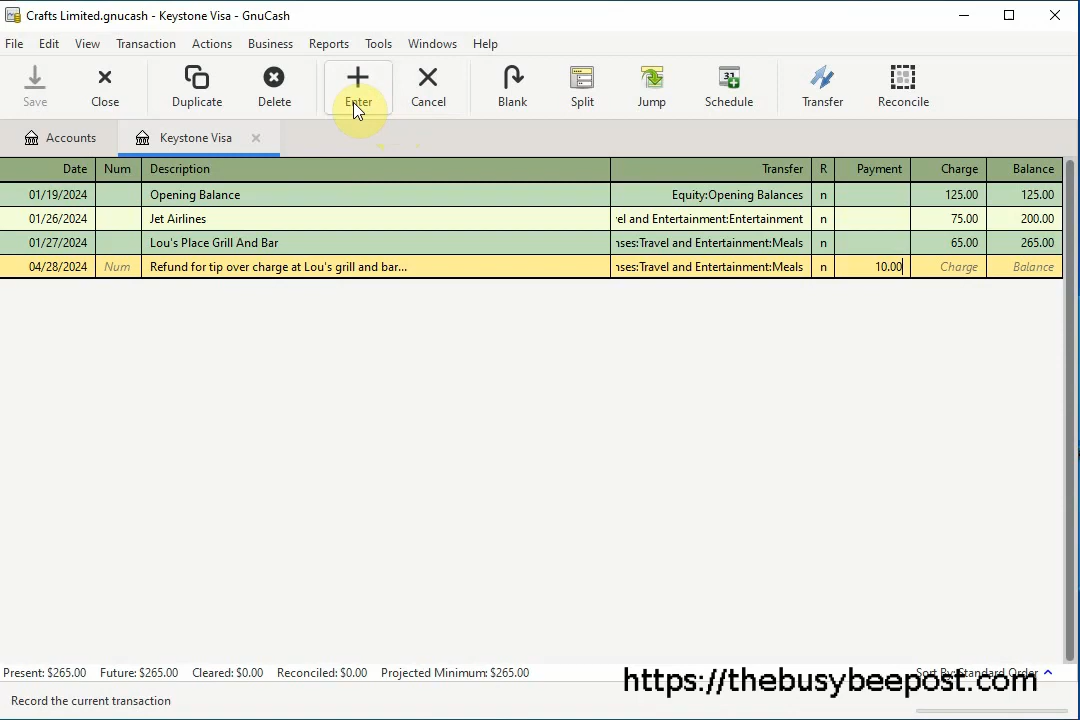 Crafts Limited.gnucash - Keystone Visa - GnuCash
File Edit View Transaction Actions Business Reports Tools Windows Help
Save Close Duplicate Delete Enter Cancel Blank Split Jump Schedule Transfer Reconcile
Accounts Keystone Visa
Date Num Description Transfer R Payment Charge Balance
01/19/2024 Opening Balance Equity:Opening Balances n 125.00 125.00
01/26/2024 Jet Airlines el and Entertainment:Entertainment n 75.00 200.00
01/27/2024 Lou's Place Grill And Bar nses:Travel and Entertainment:Meals n 65.00 265.00
04/28/2024 Num Refund for tip over charge at Lou's grill and bar... nses:Travel and Entertainment:Meals n 10.00 Charge Balance
Present: $265.00 Future: $265.00 Cleared: $0.00 Reconciled: $0.00 Projected Minimum: $265.00 Sort By: Standard Order
https://thebusybeepost.com
Record the current transaction